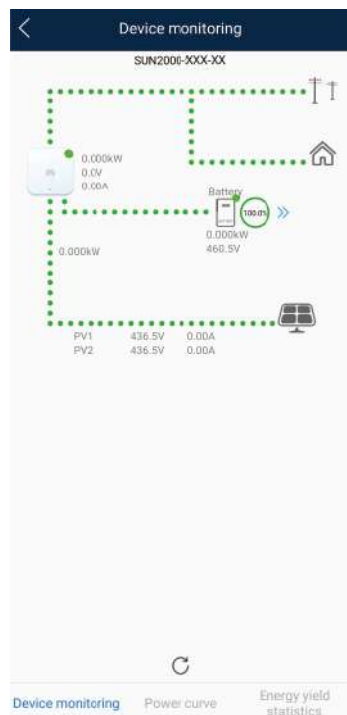 Device monitoring
SUN2000-XXX-XX
0.000kW
0.0V
0.00A
Battery
100.0%
0.000kW
460.5V
0.000kW
PV1 436.5V 0.00A
PV2 436.5V 0.00A
Device monitoring Power curve Energy yield statistics